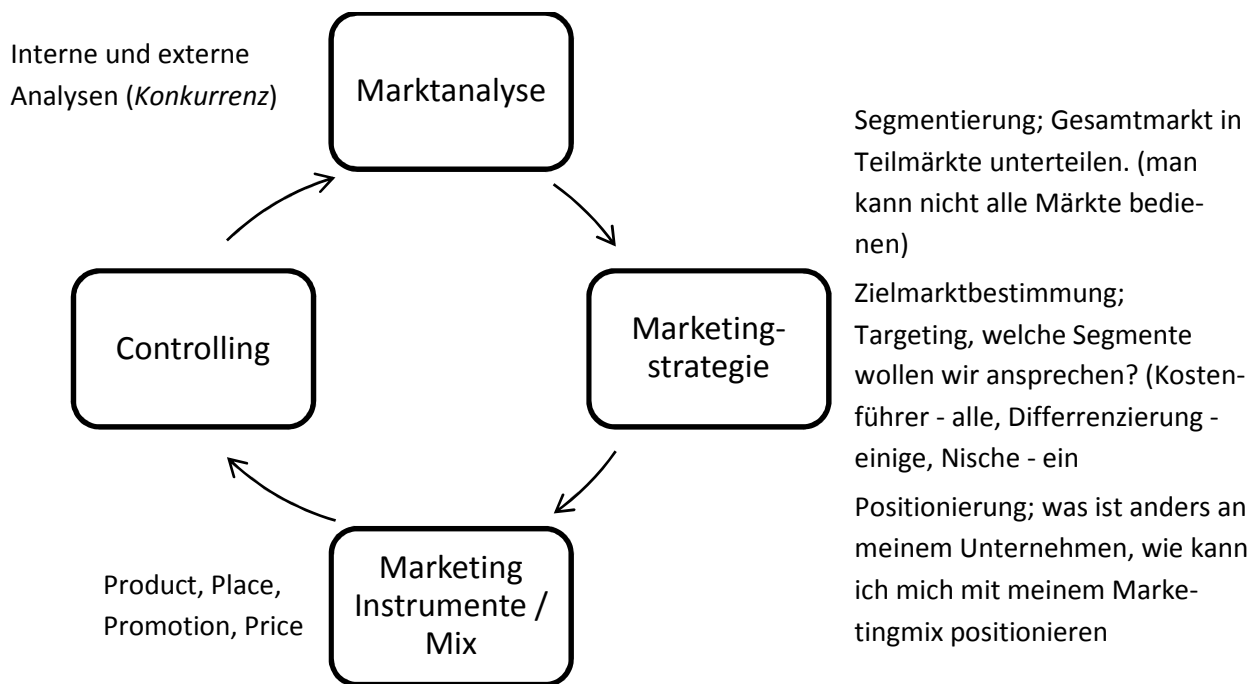 Interne und externe
Analysen (Konkurrenz)
Marktanalyse
Segmentierung; Gesamtmarkt in
Teilmärkte unterteilen. (man
kann nicht alle Märkte bedie-
nen)
Zielmarktbestimmung;
Targeting, welche Segmente
wollen wir ansprechen? (Kosten-
führer - alle, Differrenzierung -
einige, Nische - ein
Positionierung; was ist anders an
meinem Unternehmen, wie kann
ich mich mit meinem Marke-
tingmix positionieren
Marketing-
strategie
Controlling
Marketing
Instrumente /
Mix
Product, Place,
Promotion, Price